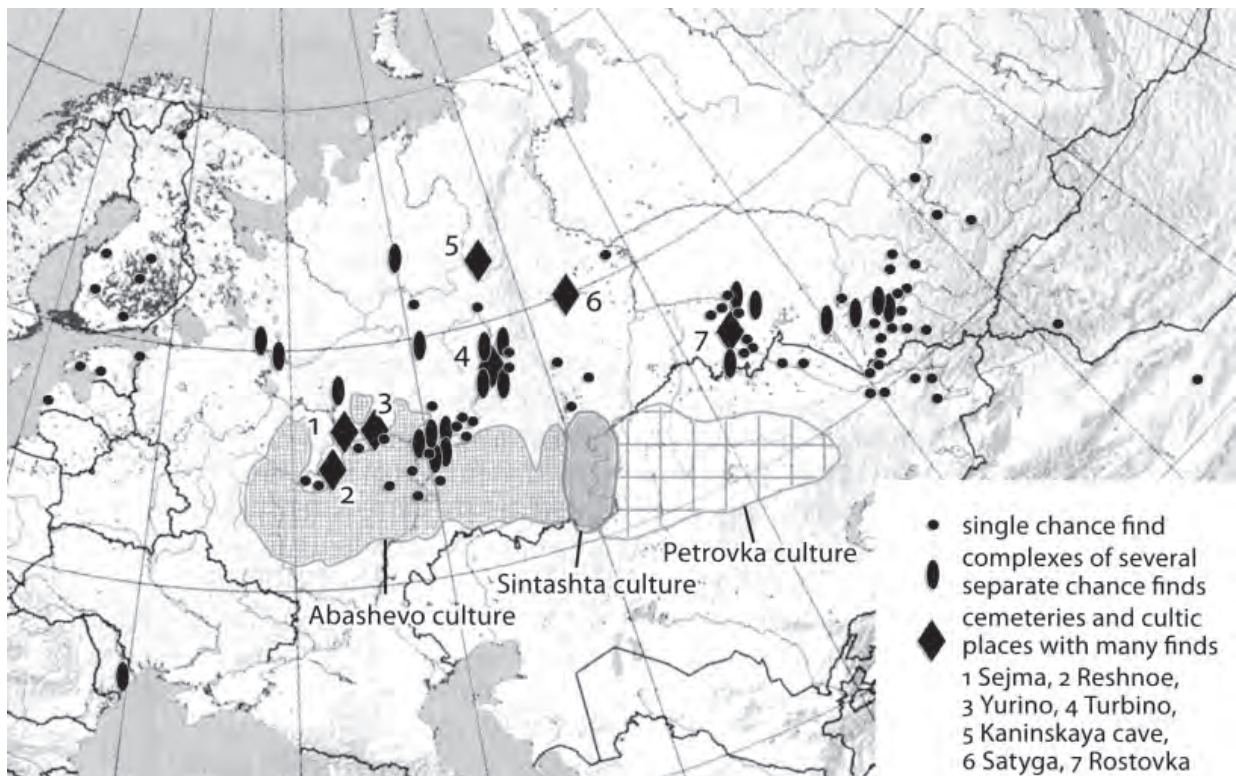 5
6
7
4
3
1
2
Petrovka culture
Sintashta culture
Abashevo culture
single chance find
complexes of several
separate chance finds
cemeteries and cultic
places with many finds
1 Sejma, 2 Reshnoe,
3 Yurino, 4 Turbino,
5 Kaninskaya cave,
6 Satyga, 7 Rostovka